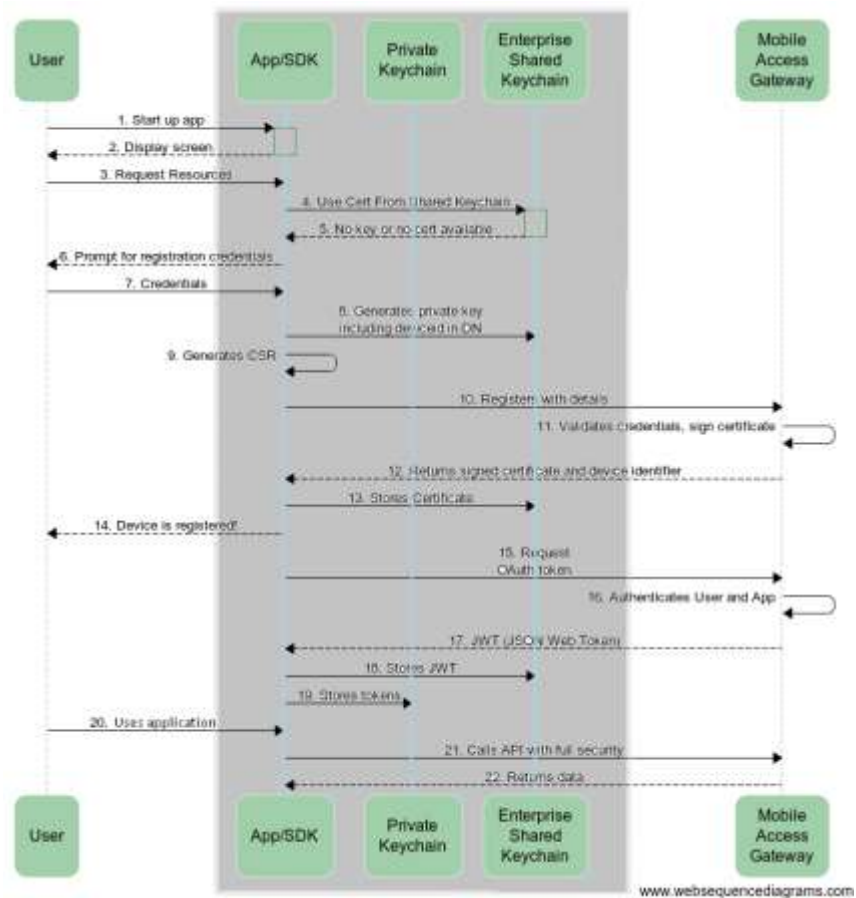 User
App/SDK
Private
Keychain
Enterprise
Shared
Keychain
Mobile
Access
Gateway
1. Start up app
2. Display screen
3. Request Resources
4. Use Cert From Shared Keychain
5. No key or no cert available
6. Prompt for registration credentials
7. Credentials
8. Generates private key
including deviceid in DN
9. Generates CSR
10. Registers with details
11. Validates credentials, sign certificate
12. Returns signed certificate and device identifier
13. Stores Certificate
14. Device is registered!
15. Request
OAuth token
16. Authenticates User and App
17. JWT (JSON Web Token)
18. Stores JWT
19. Stores tokens
20. Uses application
21. Calls API with full security
22. Returns data
User
App/SDK
Private
Keychain
Enterprise
Shared
Keychain
Mobile
Access
Gateway
www.websequencediagrams.com